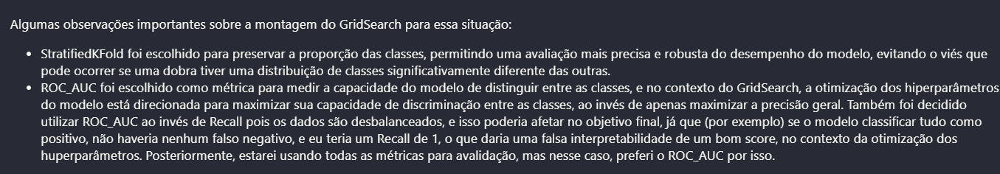 Algumas observações importantes sobre a montagem do GridSearch para essa situação:
• StratifiedKFold foi escolhido para preservar a proporção das classes, permitindo uma avaliação mais precisa e robusta do desempenho do modelo, evitando o viés que
pode ocorrer se uma dobra tiver uma distribuição de classes significativamente diferente das outras.
• ROC_AUC foi escolhido como métrica para medir a capacidade do modelo de distinguir entre as classes, e no contexto do GridSearch, a otimização dos hiperparâmetros
do modelo está direcionada para maximizar sua capacidade de discriminação entre as classes, ao invés de apenas maximizar a precisão geral. Também foi decidido
utilizar ROC_AUC ao invés de Recall pois os dados são desbalanceados, e isso poderia afetar no objetivo final, já que (por exemplo) se o modelo classificar tudo como
positivo, não haveria nenhum falso negativo, e eu teria um Recall de 1, o que daria uma falsa interpretabilidade de um bom score, no contexto da otimização dos
huperparâmetros. Posteriormente, estarei usando todas as métricas para avalidação, mas nesse caso, preferi o ROC_AUC por isso.